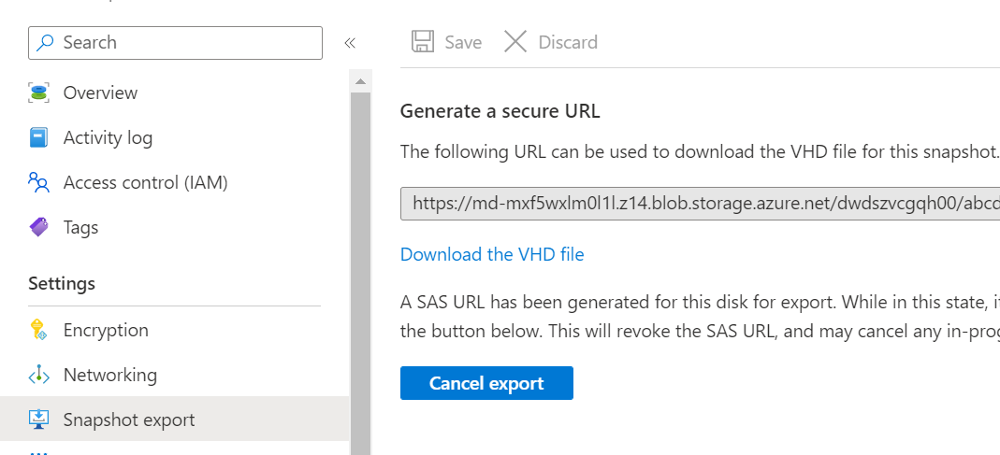 Search
Save
Discard
Overview
Activity log
Access control (IAM)
Tags
Settings
Encryption
Networking
Snapshot export
Generate a secure URL
The following URL can be used to download the VHD file for this snapshot.
https://md-mxf5wxlm0l1l.z14.blob.storage.azure.net/dwdszvcgqh00/abcd
Download the VHD file
A SAS URL has been generated for this disk for export. While in this state, i
the button below. This will revoke the SAS URL, and may cancel any in-prog
Cancel export